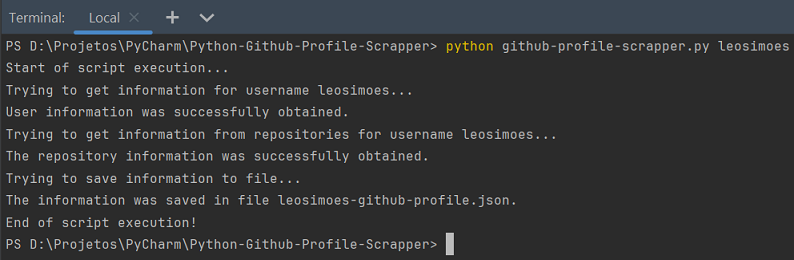 Terminal: Local
PS D:\Projetos\PyCharm\Python-Github-Profile-Scrapper> python github-profile-scrapper.py leosimoes
Start of script execution...
Trying to get information for username leosimoes...
User information was successfully obtained.
Trying to get information from repositories for username leosimoes...
The repository information was successfully obtained.
Trying to save information to file...
The information was saved in file leosimoes-github-profile.json.
End of script execution!
PS D:\Projetos\PyCharm\Python-Github-Profile-Scrapper>